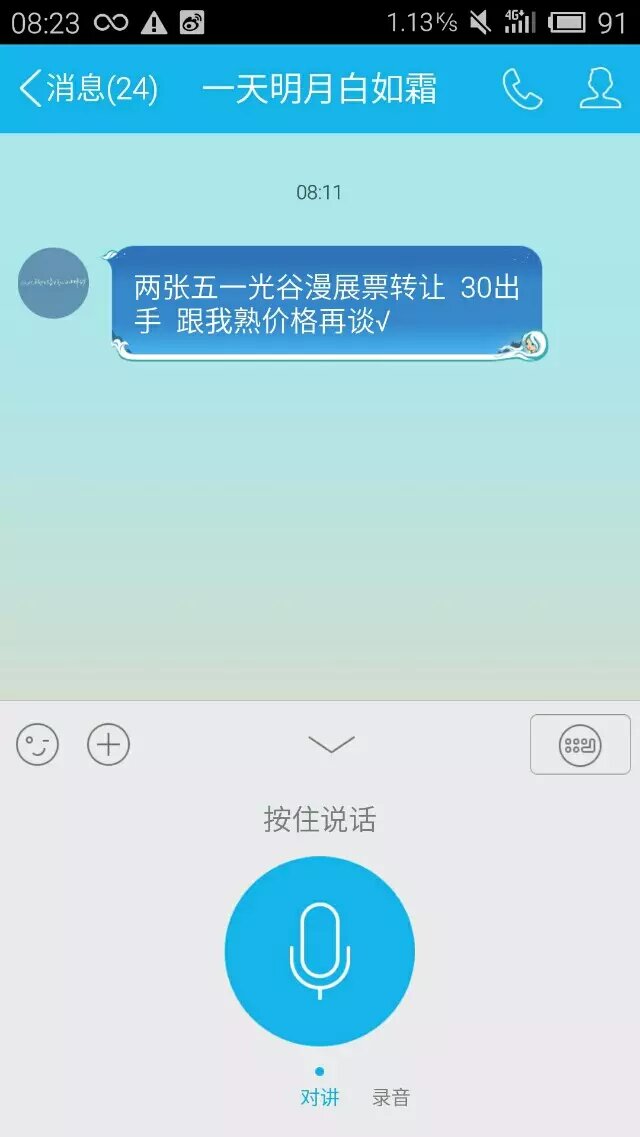 08:23
1.13K/s
4G
91
消息(24)
一天明月白如霜
08:11
两张五一光谷漫展票转让 30出
手 跟我熟价格再谈√
按住说话
对讲
录音